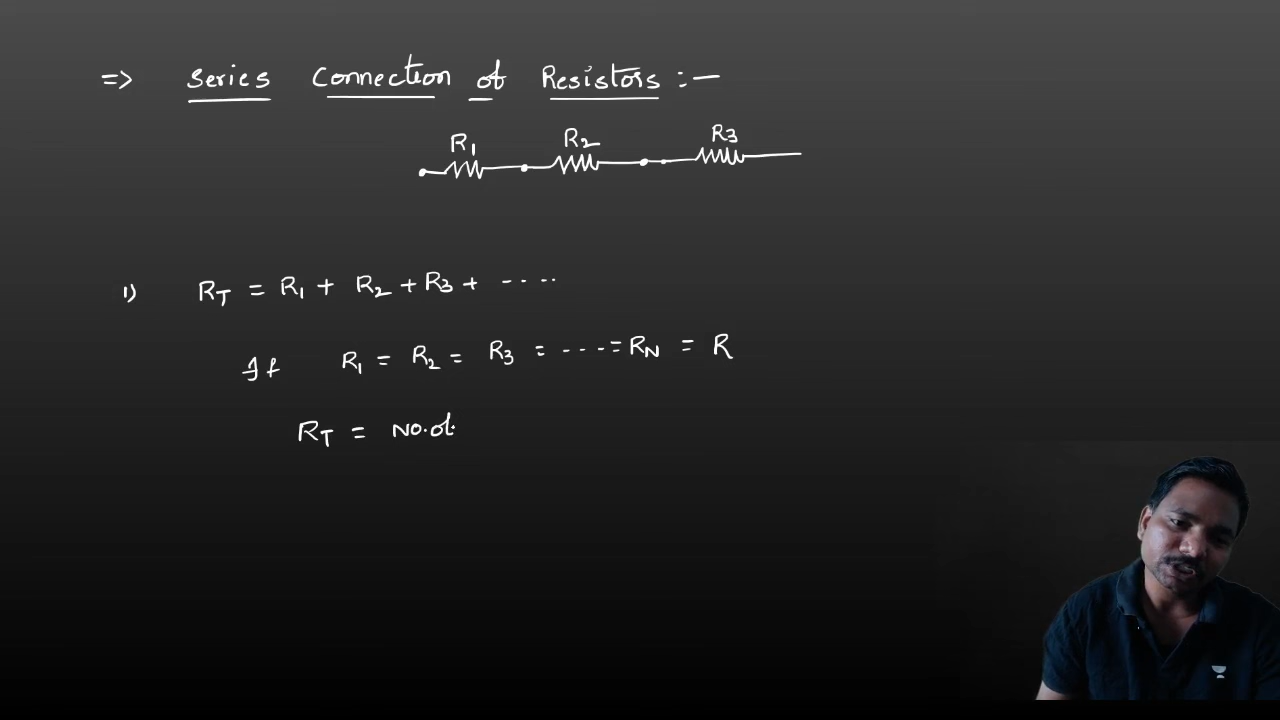 => Series Connection of Resistors :-
R1 R2 R3
1) RT = R1 + R2 + R3 + .....
If R1 = R2 = R3 = ....= RN = R
RT = No.of